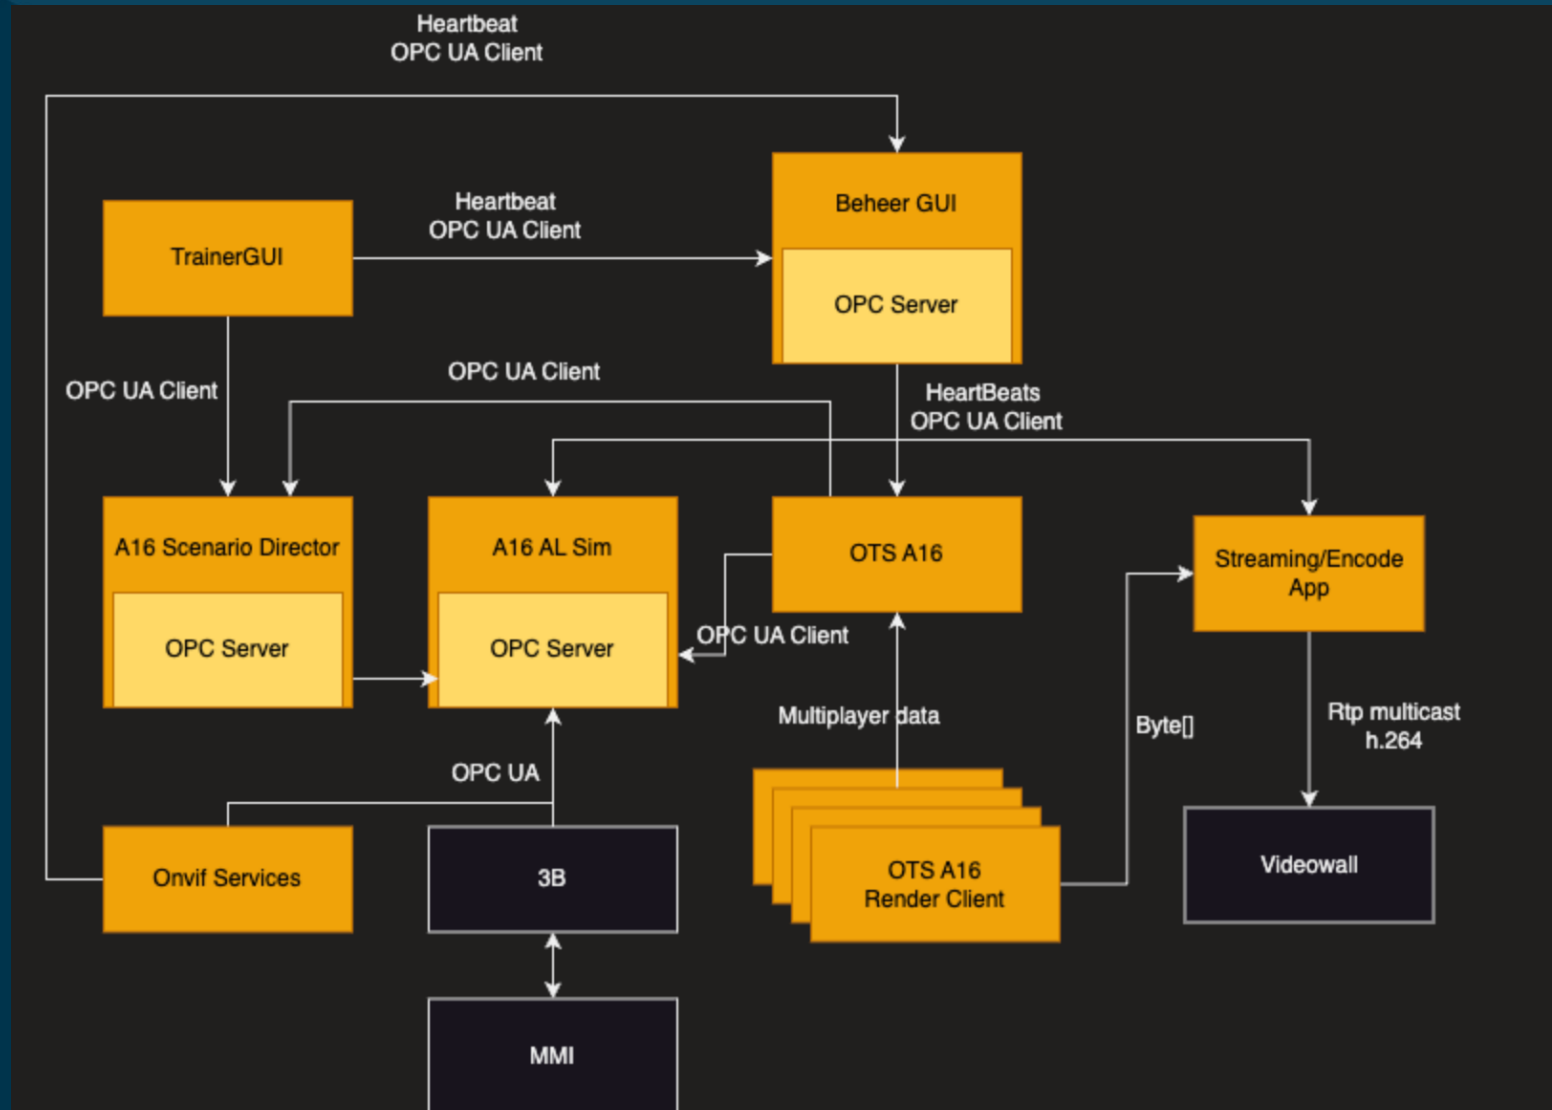 Heartbeat
OPC UA Client
Heartbeat
OPC UA Client
Beheer GUI
TrainerGUI
OPC Server
OPC UA Client
OPC UA Client
HeartBeats
OPC UA Client
A16 Scenario Director
A16 AL Sim
OTS A16
Streaming/Encode
App
OPC Server
OPC Server
OPC UA Client
Multiplayer data
Byte[]
Rtp multicast
h.264
OPC UA
Onvif Services
3B
OTS A16
Render Client
Videowall
MMI